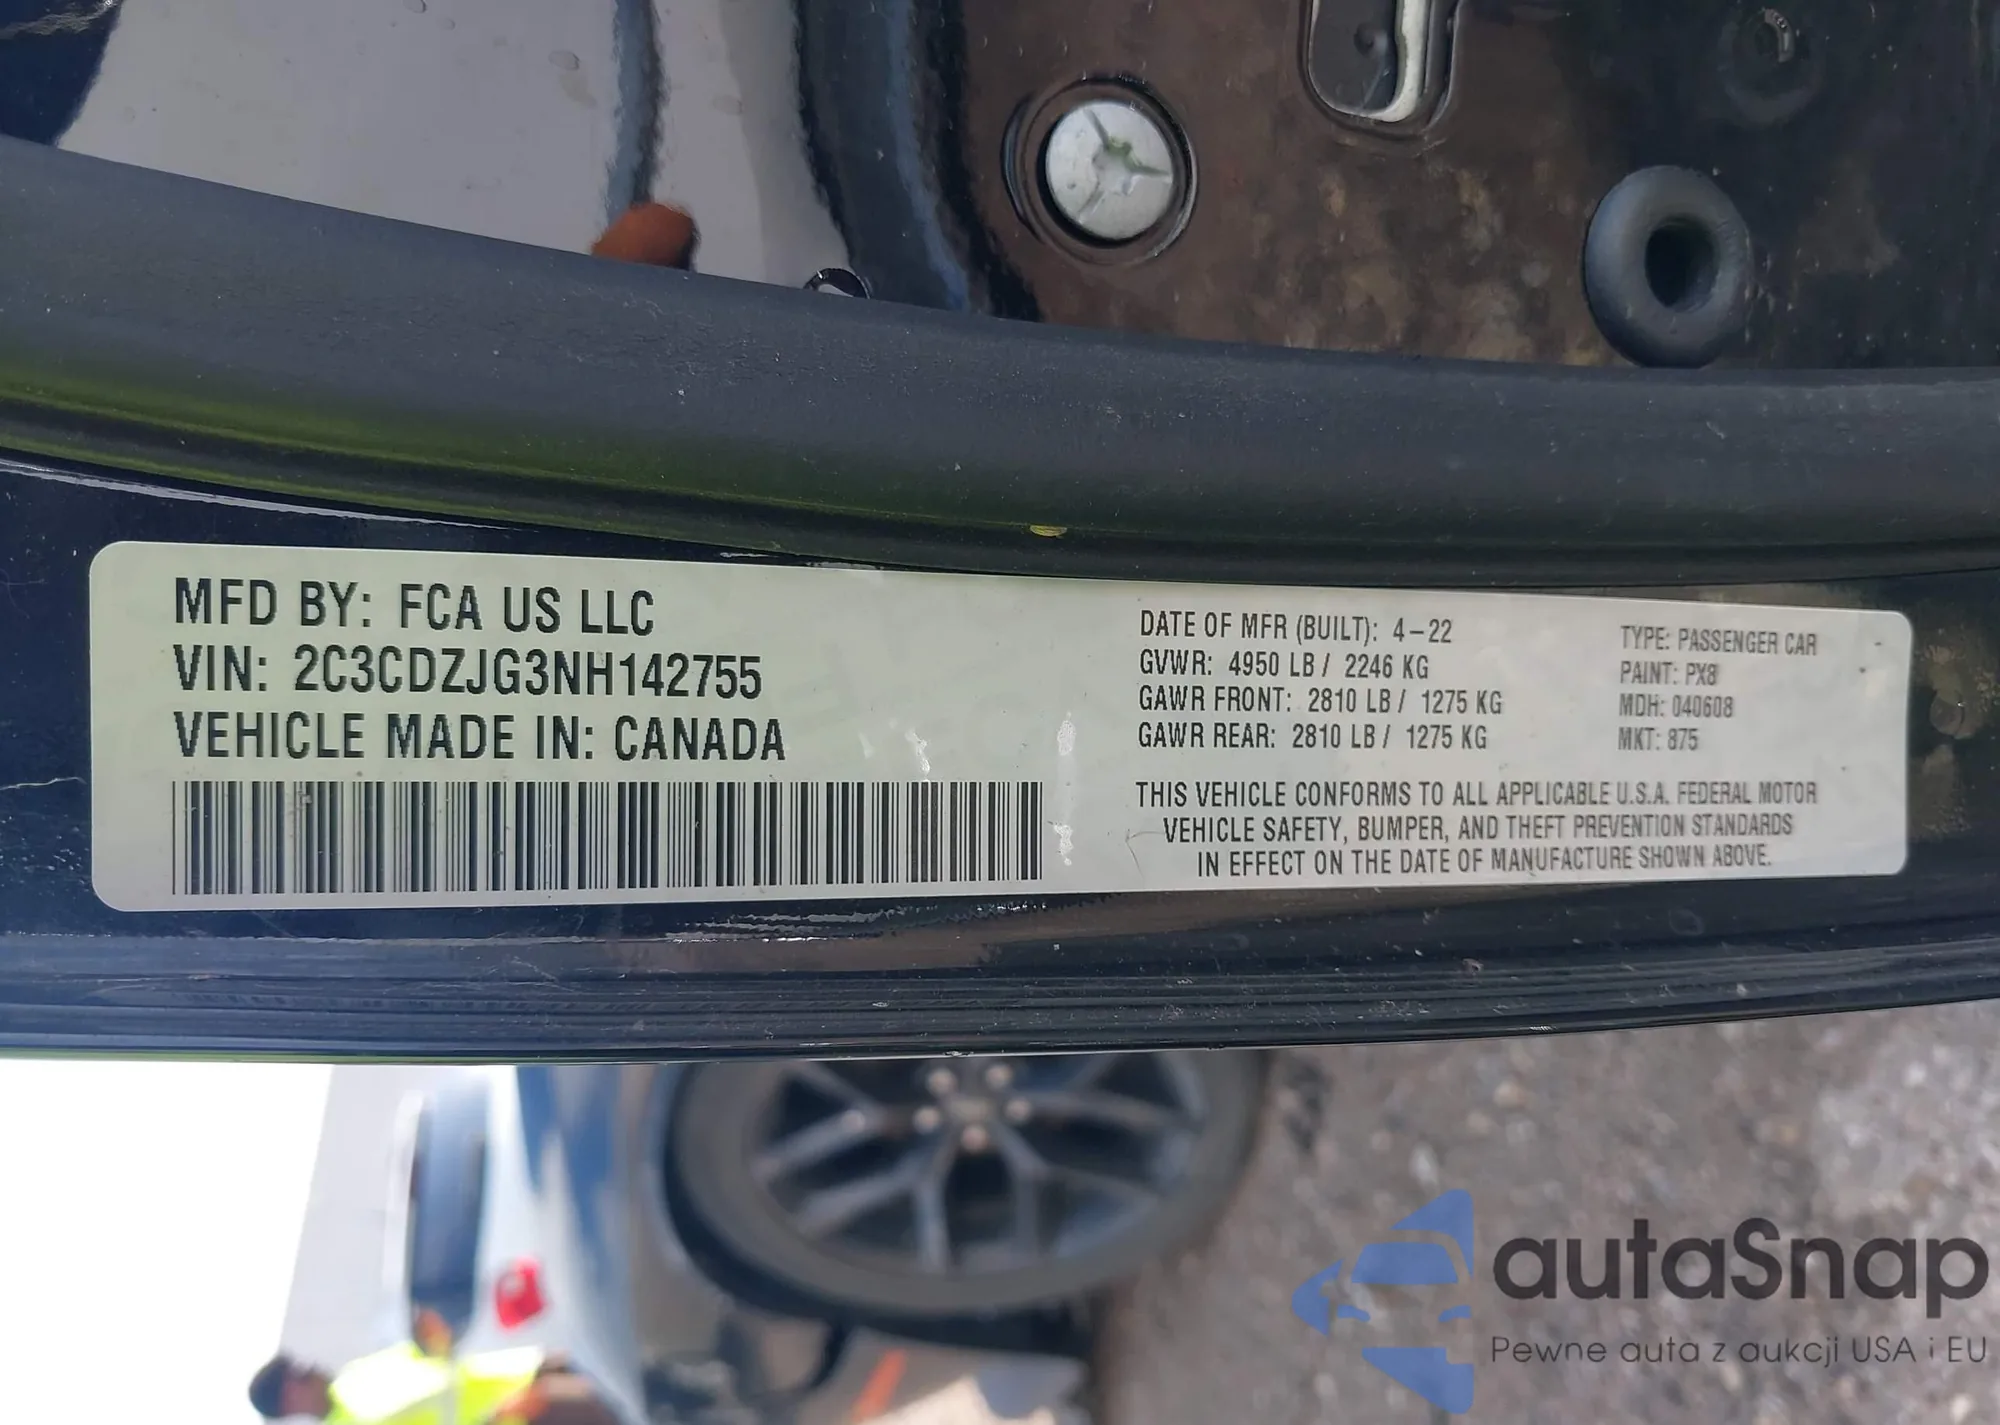 MFD BY: FCA US LLC
VIN: 2C3CDZJG3NH142755
VEHICLE MADE IN: CANADA
DATE OF MFR (BUILT): 4-22
GVWR: 4950 LB / 2246 KG
GAWR FRONT: 2810 LB / 1275 KG
GAWR REAR: 2810 LB / 1275 KG
TYPE: PASSENGER CAR
PAINT: PX8
MDH: 040608
MKT: 875
THIS VEHICLE CONFORMS TO ALL APPLICABLE U.S.A. FEDERAL MOTOR
VEHICLE SAFETY, BUMPER, AND THEFT PREVENTION STANDARDS
IN EFFECT ON THE DATE OF MANUFACTURE SHOWN ABOVE.
autaSnap
Pewne auta z aukcji USA i EU